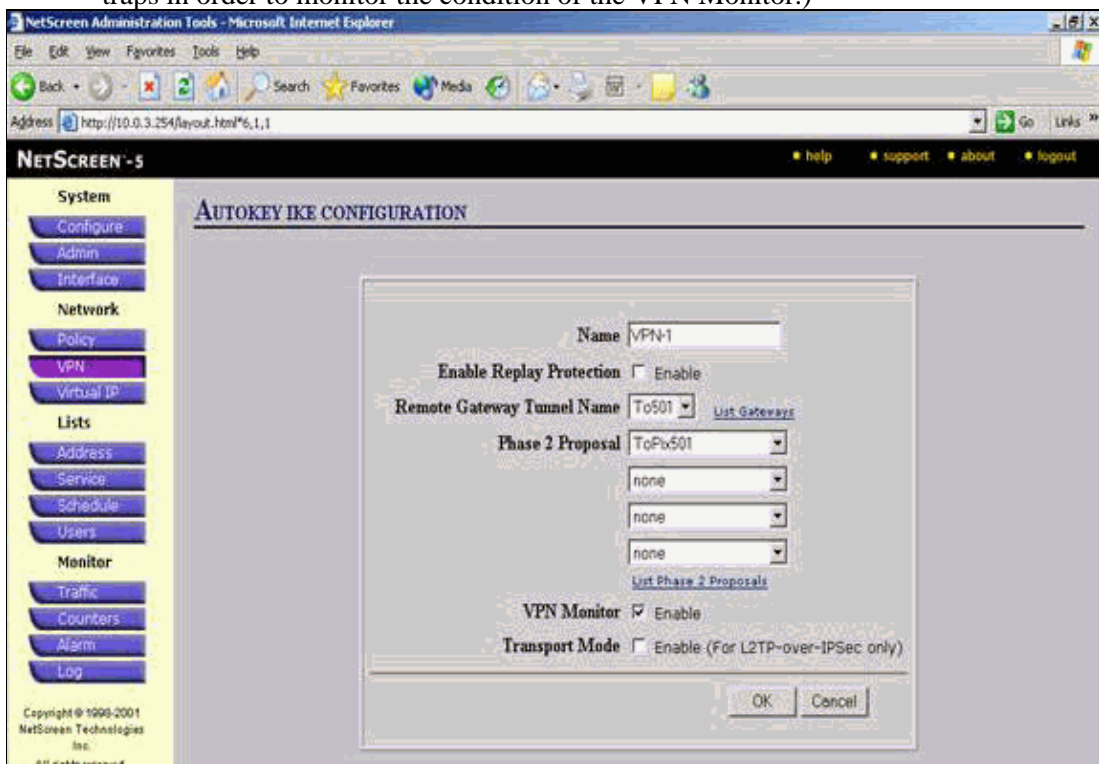 traps in order to monitor the condition of the VPN Monitor.)
NetScreen Administration Tools - Microsoft Internet Explorer
File Edit View Favorites Tools Help
Back Search Favorites Media
Address http://10.0.3.254/layout.html*6,1,1 Go Links »
NETSCREEN-5 help support about logout
System
Configure
Admin
Interface
Network
Policy
VPN
Virtual IP
Lists
Address
Service
Schedule
Users
Monitor
Traffic
Counters
Alarm
Log
Copyright © 1998-2001
NetScreen Technologies
Inc.
All rights reserved
AUTOKEY IKE CONFIGURATION
Name VPN-1
Enable Replay Protection Enable
Remote Gateway Tunnel Name To501 List Gateways
Phase 2 Proposal ToPix501
none
none
none
List Phase 2 Proposals
VPN Monitor Enable
Transport Mode Enable (For L2TP-over-IPSec only)
OK Cancel